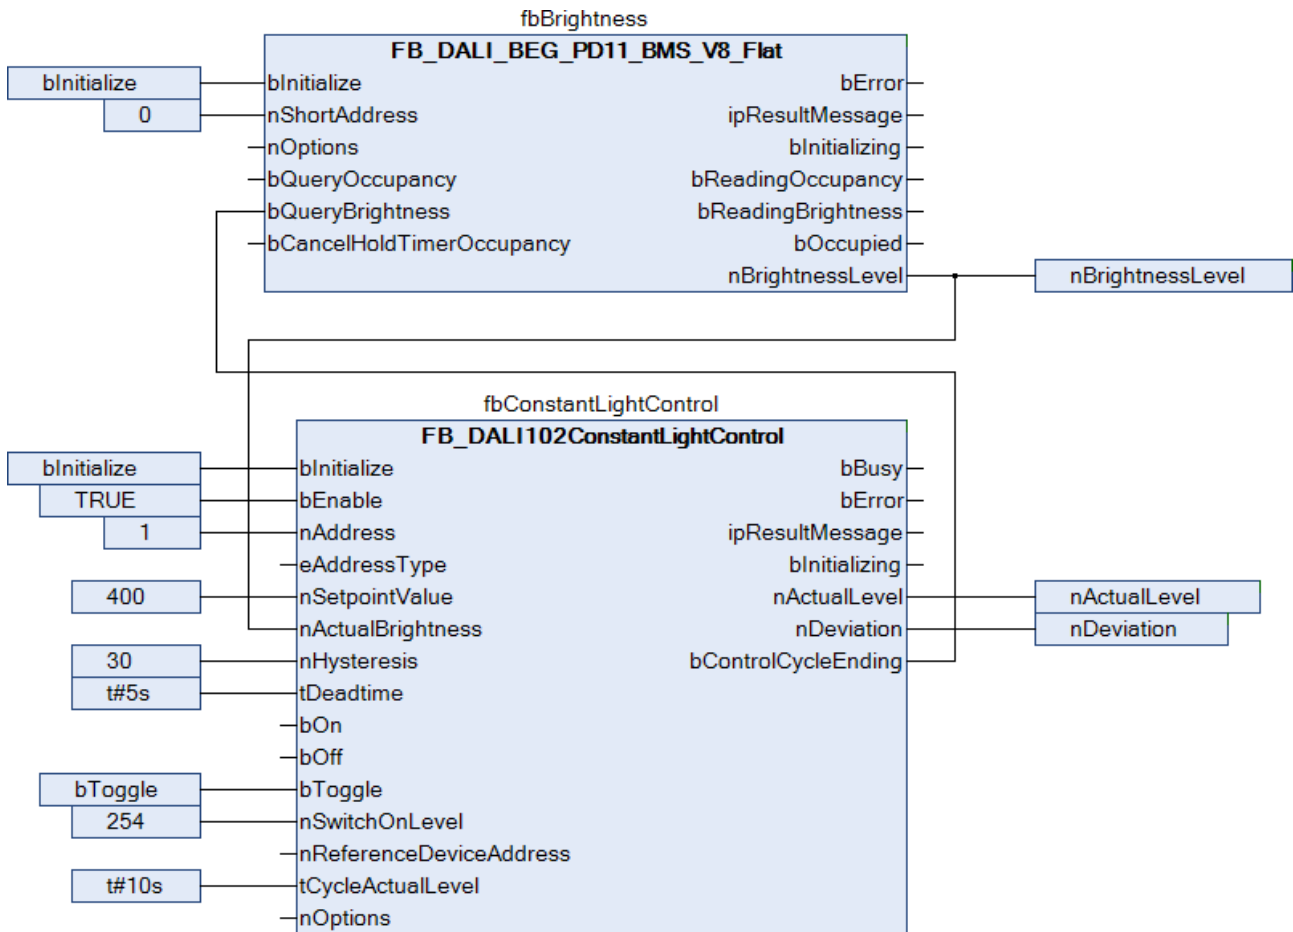 fbBrightness
FB_DALI_BEG_PD11_BMS_V8_Flat
bInitialize bInitialize bError
0 nShortAddress ipResultMessage
nOptions bInitializing
bQueryOccupancy bReadingOccupancy
bQueryBrightness bReadingBrightness
bCancelHoldTimerOccupancy bOccupied
nBrightnessLevel nBrightnessLevel
fbConstantLightControl
FB_DALI102ConstantLightControl
bInitialize bInitialize bBusy
TRUE bEnable bError
1 nAddress ipResultMessage
eAddressType bInitializing
400 nSetpointValue nActualLevel nActualLevel
nActualBrightness nDeviation nDeviation
30 nHysteresis bControlCycleEnding
t#5s tDeadtime
bOn
bOff
bToggle bToggle
254 nSwitchOnLevel
nReferenceDeviceAddress
t#10s tCycleActualLevel
nOptions